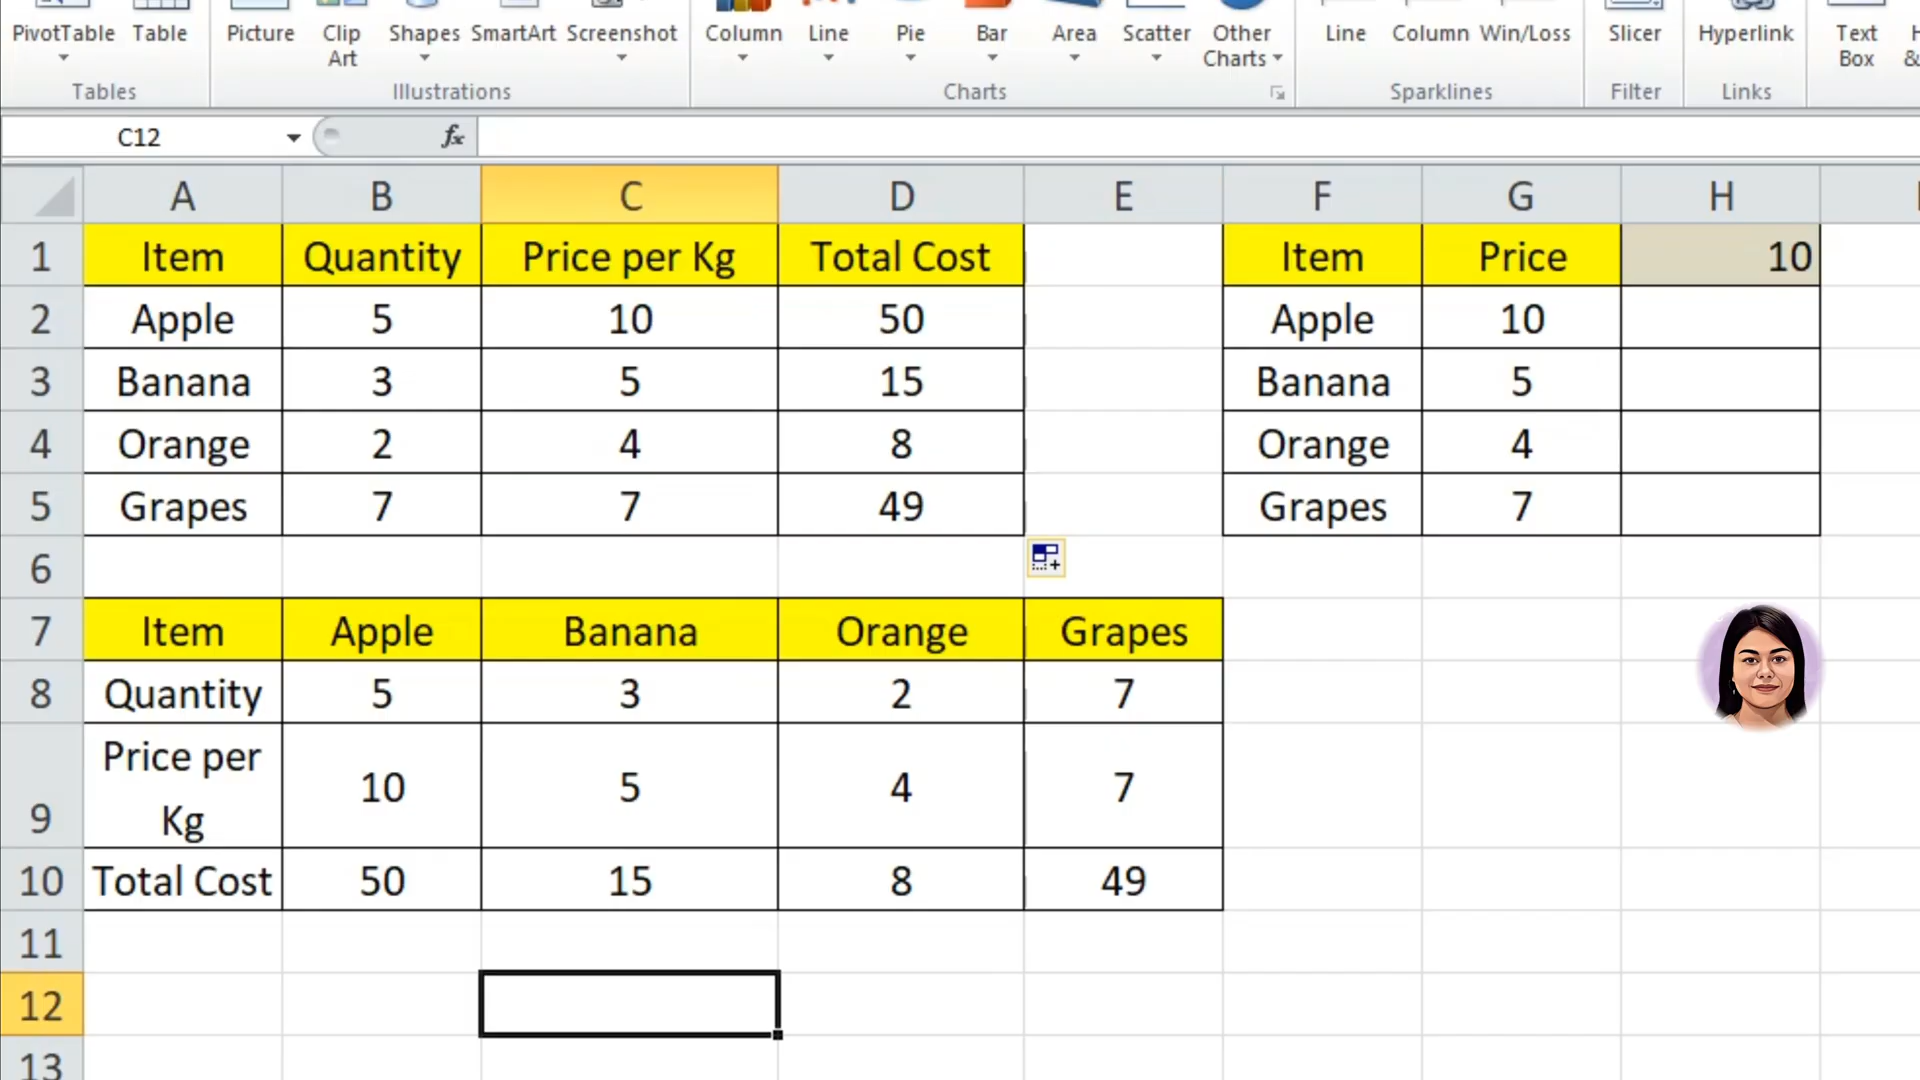 PivotTable Table Picture Clip Art Shapes SmartArt Screenshot Column Line Pie Bar Area Scatter Other Charts Line Column Win/Loss Slicer Hyperlink Text Box
Tables Illustrations Charts Sparklines Filter Links
C12 fx
A B C D E F G H
1 Item Quantity Price per Kg Total Cost Item Price 10
2 Apple 5 10 50 Apple 10
3 Banana 3 5 15 Banana 5
4 Orange 2 4 8 Orange 4
5 Grapes 7 7 49 Grapes 7
6
7 Item Apple Banana Orange Grapes
8 Quantity 5 3 2 7
9 Price per Kg 10 5 4 7
10 Total Cost 50 15 8 49
11
12
13